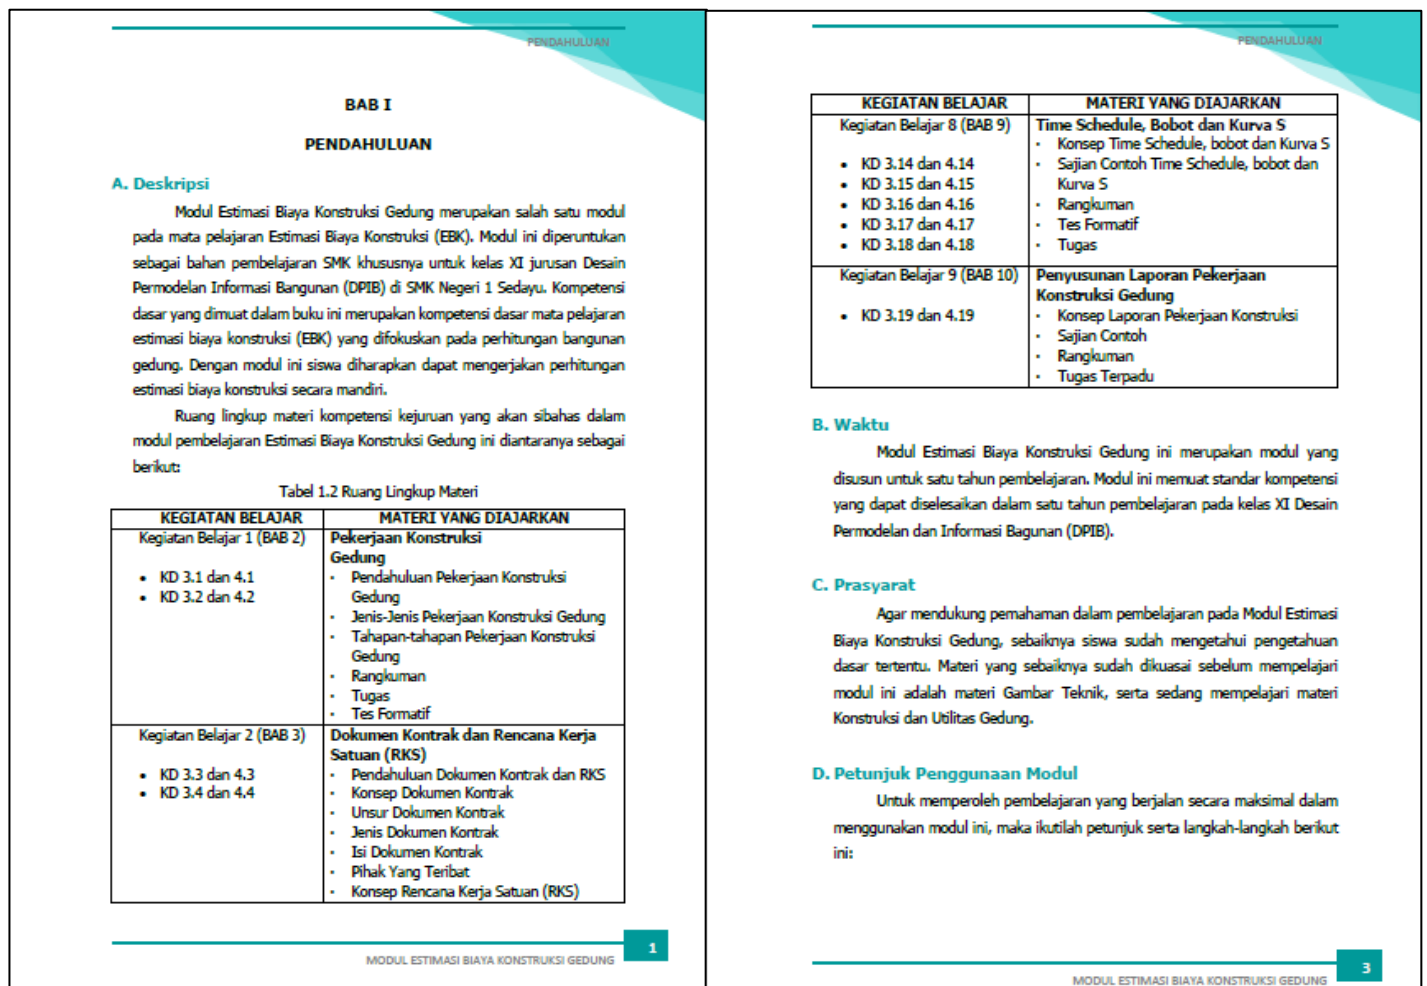 PENDAHULUAN
BAB I
PENDAHULUAN
A. Deskripsi
Modul Estimasi Biaya Konstruksi Gedung merupakan salah satu modul
pada mata pelajaran Estimasi Biaya Konstruksi (EBK). Modul ini diperuntukan
sebagai bahan pembelajaran SMK khususnya untuk kelas XI jurusan Desain
Permodelan Informasi Bangunan (DPIB) di SMK Negeri 1 Sedayu. Kompetensi
dasar yang dimuat dalam buku ini merupakan kompetensi dasar mata pelajaran
estimasi biaya konstruksi (EBK) yang difokuskan pada perhitungan bangunan
gedung. Dengan modul ini siswa diharapkan dapat mengerjakan perhitungan
estimasi biaya konstruksi secara mandiri.
Ruang lingkup materi kompetensi kejuruan yang akan sibahas dalam
modul pembelajaran Estimasi Biaya Konstruksi Gedung ini diantaranya sebagai
berikut:
Tabel 1.2 Ruang Lingkup Materi
KEGIATAN BELAJAR
MATERI YANG DIAJARKAN
Kegiatan Belajar 1 (BAB 2)
• KD 3.1 dan 4.1
• KD 3.2 dan 4.2
Pekerjaan Konstruksi
Gedung
- Pendahuluan Pekerjaan Konstruksi
Gedung
- Jenis-Jenis Pekerjaan Konstruksi Gedung
- Tahapan-tahapan Pekerjaan Konstruksi
Gedung
- Rangkuman
- Tugas
- Tes Formatif
Kegiatan Belajar 2 (BAB 3)
• KD 3.3 dan 4.3
• KD 3.4 dan 4.4
Dokumen Kontrak dan Rencana Kerja
Satuan (RKS)
- Pendahuluan Dokumen Kontrak dan RKS
- Konsep Dokumen Kontrak
- Unsur Dokumen Kontrak
- Jenis Dokumen Kontrak
- Isi Dokumen Kontrak
- Pihak Yang Teribat
- Konsep Rencana Kerja Satuan (RKS)
1
MODUL ESTIMASI BIAYA KONSTRUKSI GEDUNG
PENDAHULUAN
KEGIATAN BELAJAR
MATERI YANG DIAJARKAN
Kegiatan Belajar 8 (BAB 9)
• KD 3.14 dan 4.14
• KD 3.15 dan 4.15
• KD 3.16 dan 4.16
• KD 3.17 dan 4.17
• KD 3.18 dan 4.18
Time Schedule, Bobot dan Kurva S
- Konsep Time Schedule, bobot dan Kurva S
- Sajian Contoh Time Schedule, bobot dan
Kurva S
- Rangkuman
- Tes Formatif
- Tugas
Kegiatan Belajar 9 (BAB 10)
• KD 3.19 dan 4.19
Penyusunan Laporan Pekerjaan
Konstruksi Gedung
- Konsep Laporan Pekerjaan Konstruksi
- Sajian Contoh
- Rangkuman
- Tugas Terpadu
B. Waktu
Modul Estimasi Biaya Konstruksi Gedung ini merupakan modul yang
disusun untuk satu tahun pembelajaran. Modul ini memuat standar kompetensi
yang dapat diselesaikan dalam satu tahun pembelajaran pada kelas XI Desain
Permodelan dan Informasi Bagunan (DPIB).
C. Prasyarat
Agar mendukung pemahaman dalam pembelajaran pada Modul Estimasi
Biaya Konstruksi Gedung, sebaiknya siswa sudah mengetahui pengetahuan
dasar tertentu. Materi yang sebaiknya sudah dikuasai sebelum mempelajari
modul ini adalah materi Gambar Teknik, serta sedang mempelajari materi
Konstruksi dan Utilitas Gedung.
D. Petunjuk Penggunaan Modul
Untuk memperoleh pembelajaran yang berjalan secara maksimal dalam
menggunakan modul ini, maka ikutilah petunjuk serta langkah-langkah berikut
ini:
3
MODUL ESTIMASI BIAYA KONSTRUKSI GEDUNG